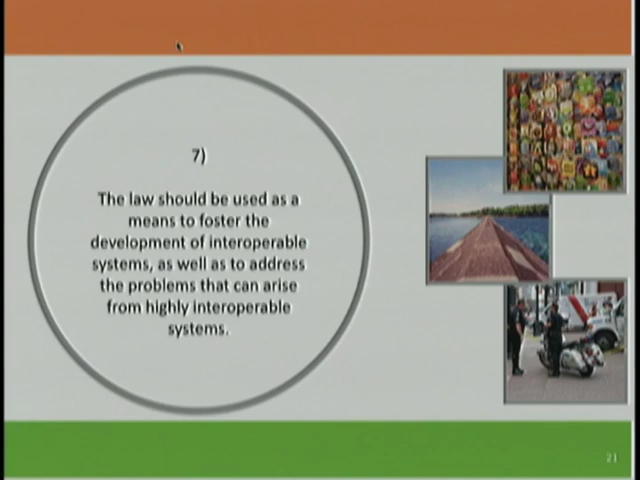 7)
The law should be used as a
means to foster the
development of interoperable
systems, as well as to address
the problems that can arise
from highly interoperable
systems.
21